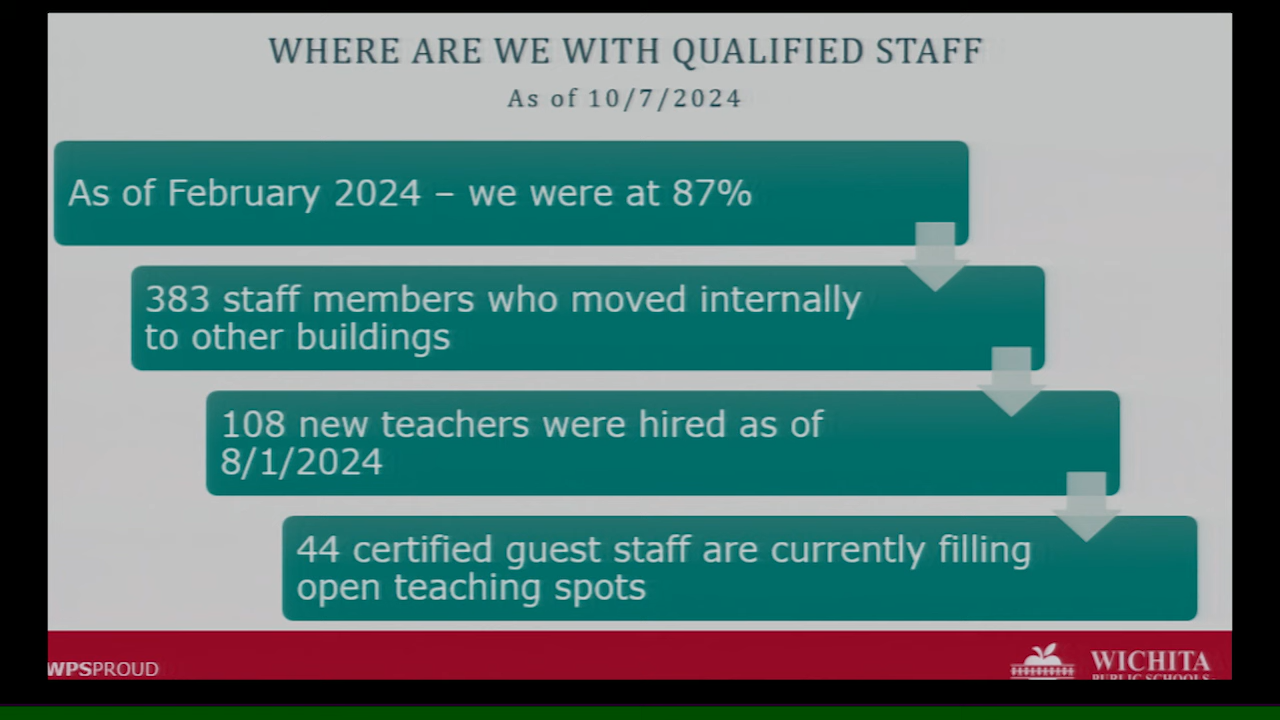 WHERE ARE WE WITH QUALIFIED STAFF
As of 10/7/2024
As of February 2024 – we were at 87%
383 staff members who moved internally
to other buildings
108 new teachers were hired as of
8/1/2024
44 certified guest staff are currently filling
open teaching spots
WPSPROUD
WICHITA
PUBLIC SCHOOLS